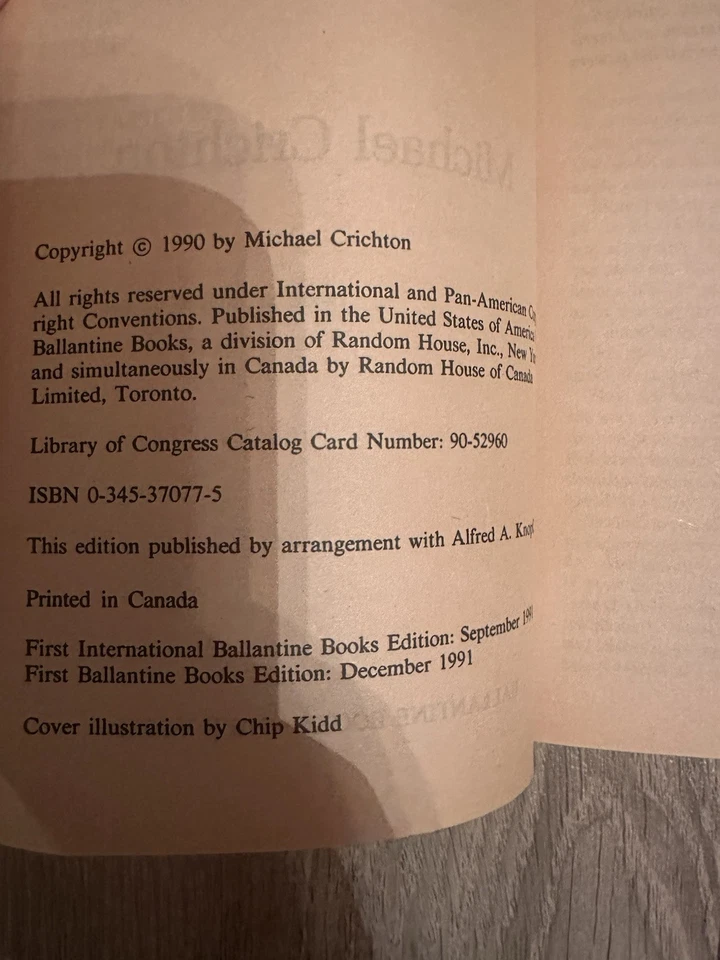 Michael Crichton
Copyright © 1990 by Michael Crichton
All rights reserved under International and Pan-American
right Conventions. Published in the United States of
Ballantine Books, a division of Random House, Inc., New
and simultaneously in Canada by Random House of Canada
Limited, Toronto.
Library of Congress Catalog Card Number: 90-52960
ISBN 0-345-37077-5
This edition published by arrangement with Alfred A.
Printed in Canada
First International Ballantine Books Edition: September
First Ballantine Books Edition: December 1991
Cover illustration by Chip Kidd